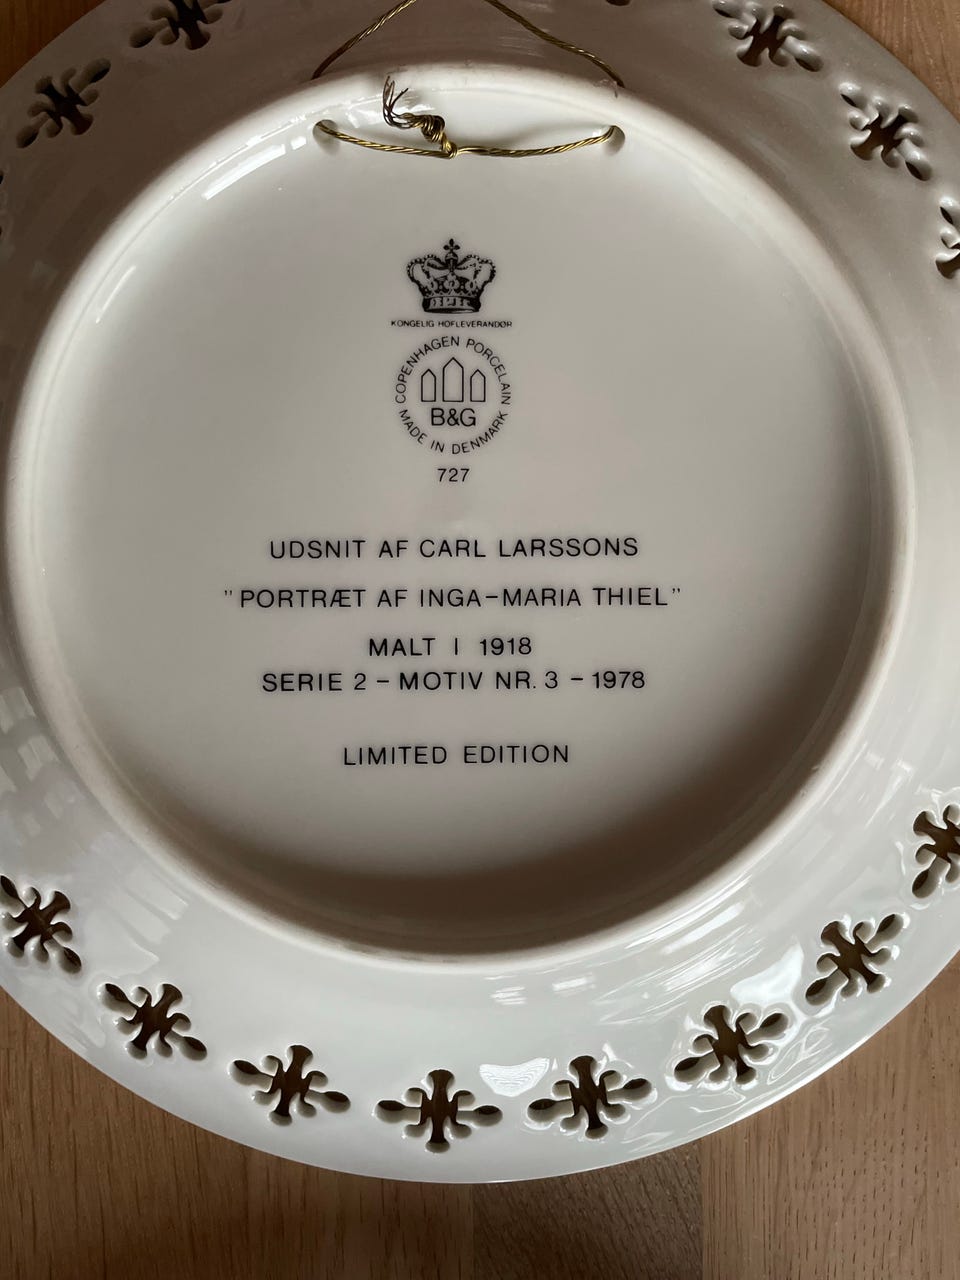 KONGELIG HOFLEVERANDØR
COPENHAGEN PORCELAIN
B&G
MADE IN DENMARK
727
UDSNIT AF CARL LARSSONS
"PORTRÆT AF INGA-MARIA THIEL"
MALT I 1918
SERIE 2 - MOTIV NR. 3 - 1978
LIMITED EDITION